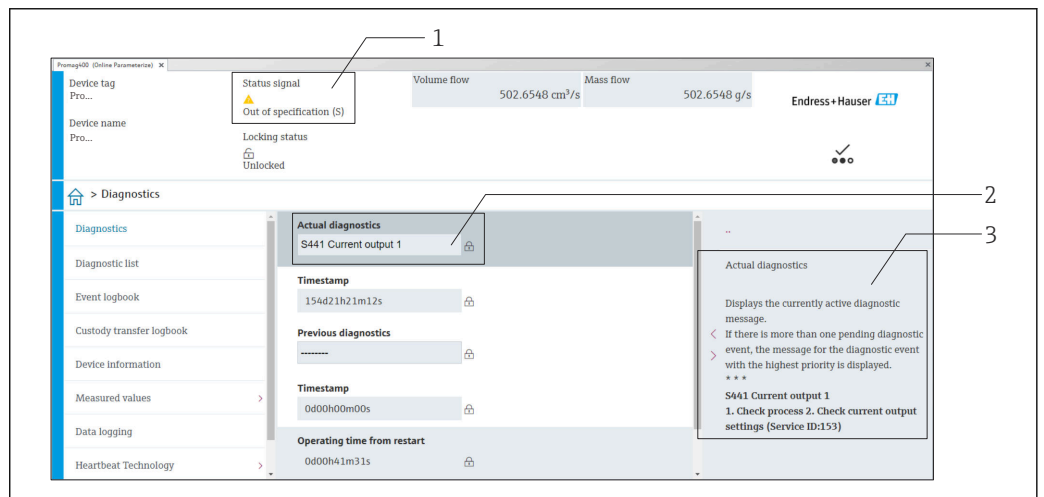 1
Promag400 (Online Parameterize) ×
×
Device tag
Pro...
Device name
Pro...
Status signal
Out of specification (S)
Locking status
Unlocked
Volume flow
502.6548 cm³/s
Mass flow
502.6548 g/s
Endress+Hauser EH
> Diagnostics
2
3
Diagnostics
Diagnostic list
Event logbook
Custody transfer logbook
Device information
Measured values >
Data logging
Heartbeat Technology >
Actual diagnostics
S441 Current output 1
Timestamp
154d21h21m12s
Previous diagnostics
--------
Timestamp
0d00h00m00s
Operating time from restart
0d00h41m31s
..
Actual diagnostics
Displays the currently active diagnostic
message.
If there is more than one pending diagnostic
event, the message for the diagnostic event
with the highest priority is displayed.
* * *
S441 Current output 1
1. Check process 2. Check current output
settings (Service ID:153)